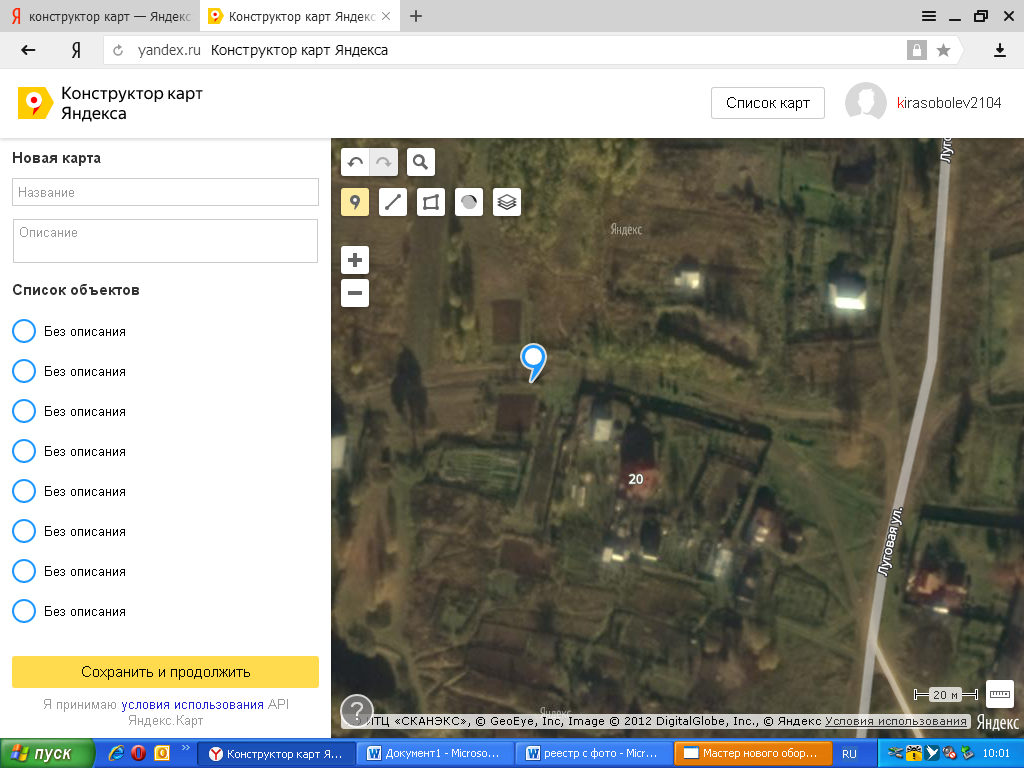 конструктор карт — Яндекс
Конструктор карт Яндекс
yandex.ru Конструктор карт Яндекса
Конструктор карт
Яндекса
Список карт
kirasobolev2104
Новая карта
Название
Описание
Список объектов
Без описания
Без описания
Без описания
Без описания
Без описания
Без описания
Без описания
Без описания
Сохранить и продолжить
Я принимаю условия использования API
Яндекс.Карт
Яндекс
20
Луговая ул.
20 м
Яндекс
ИТЦ «СКАНЭКС», © GeoEye, Inc, Image © 2012 DigitalGlobe, Inc., © Яндекс Условия использования
Яндекс
пуск
Конструктор карт Я...
Документ1 - Microso...
реестр с фото - Micr...
Мастер нового обор...
RU
10:01